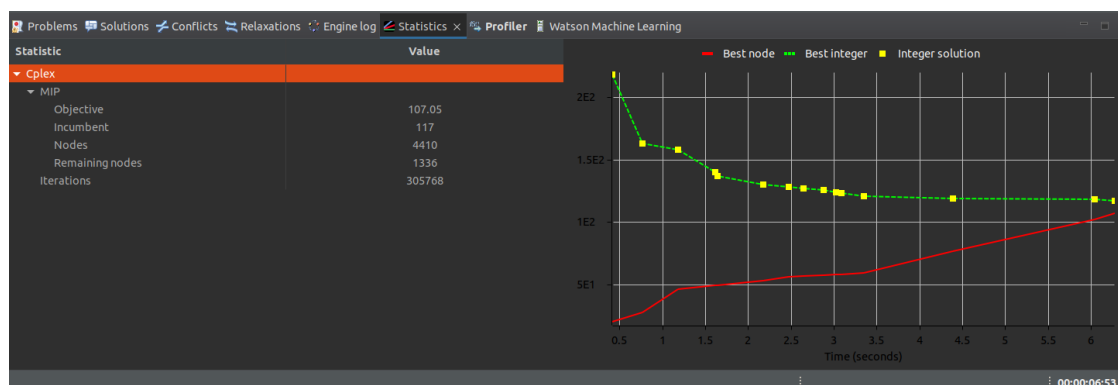 Problems Solutions Conflicts Relaxations Engine log Statistics × Profiler Watson Machine Learning
Statistic Value
Cplex
MIP
Objective 107.05
Incumbent 117
Nodes 4410
Remaining nodes 1336
Iterations 305768
Best node Best integer Integer solution
2E2
1.5E2
1E2
5E1
0.5 1 1.5 2 2.5 3 3.5 4 4.5 5 5.5 6
Time (seconds)
00:00:06:53